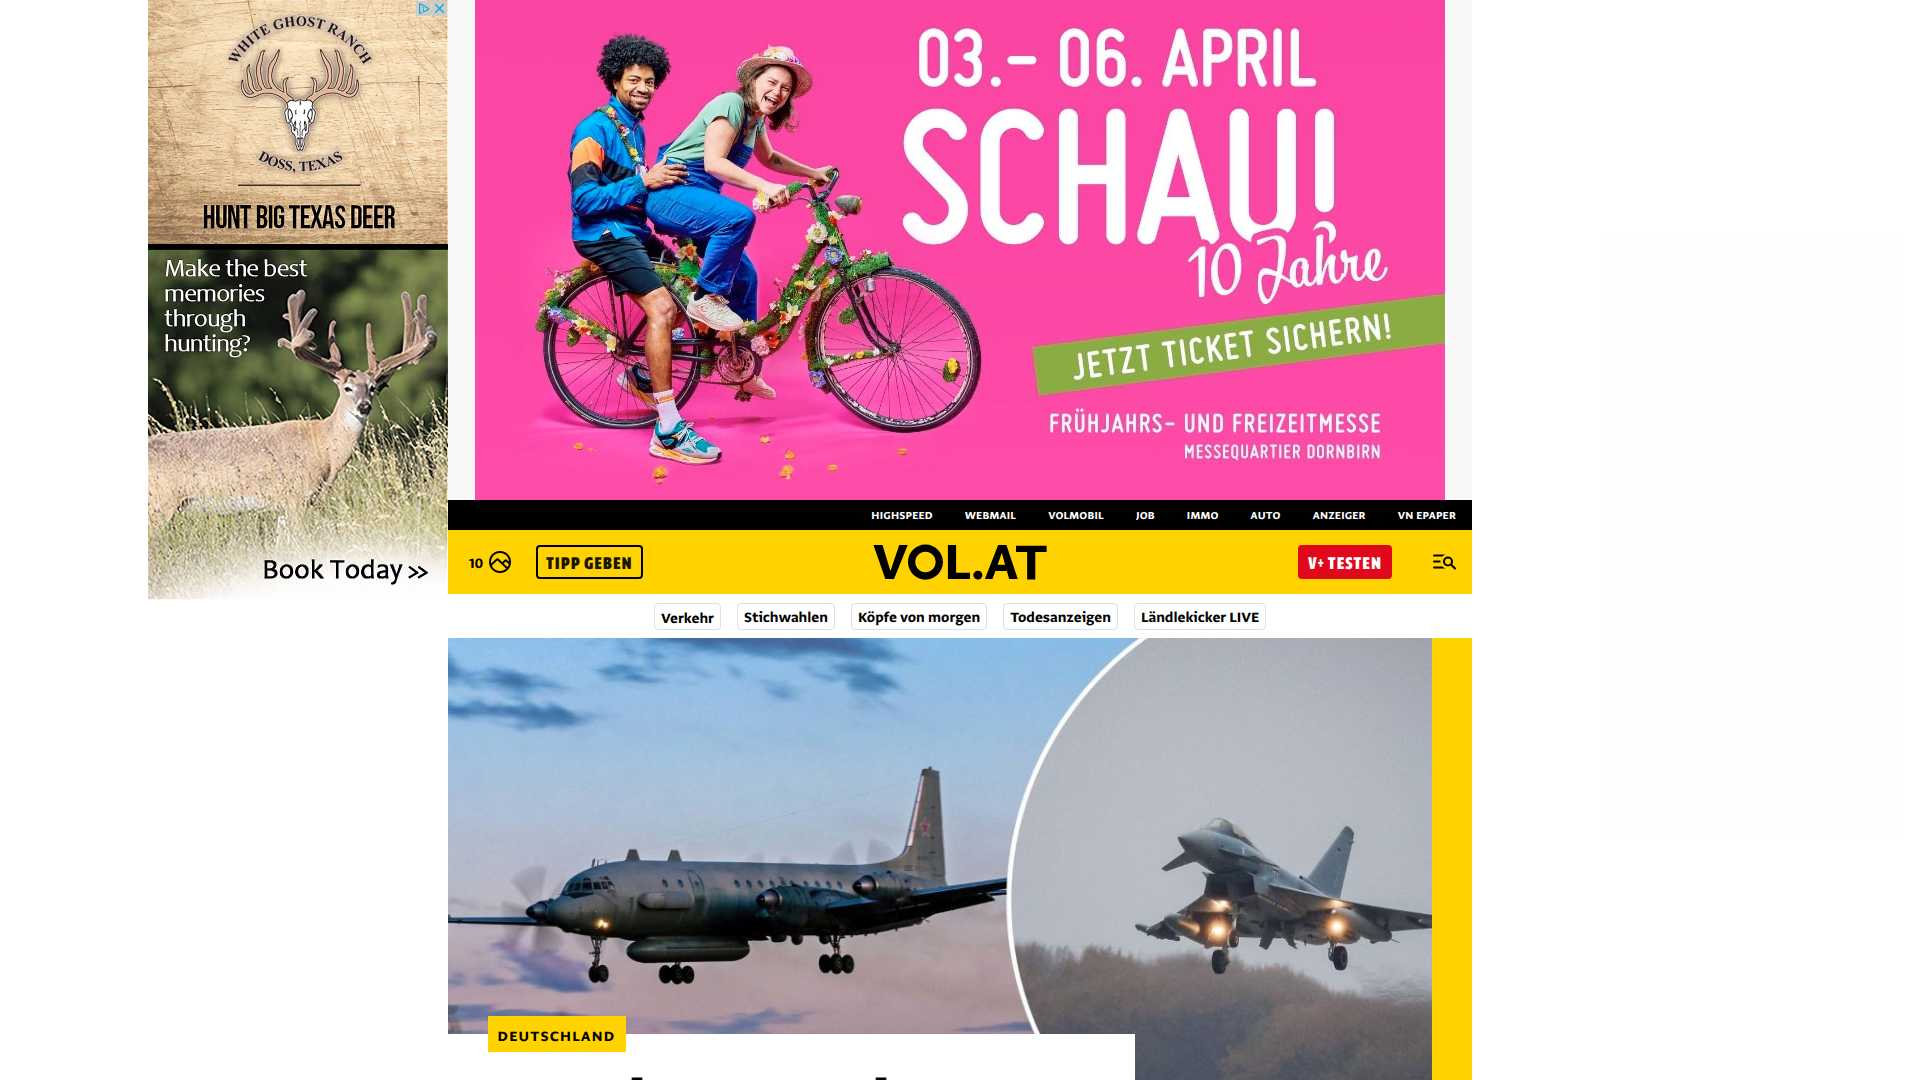 WHITE GHOST RANCH
DOSS, TEXAS
HUNT BIG TEXAS DEER
Make the best
memories
through
hunting?
Book Today >>
03.– 06. APRIL
SCHAU!
10 Jahre
JETZT TICKET SICHERN!
FRÜHJAHRS– UND FREIZEITMESSE
MESSEQUARTIER DORNBIRN
HIGHSPEED WEBMAIL VOLMOBIL JOB IMMO AUTO ANZEIGER VN EPAPER
10 TIPP GEBEN VOL.AT V+ TESTEN
Verkehr Stichwahlen Köpfe von morgen Todesanzeigen Ländlekicker LIVE
DEUTSCHLAND